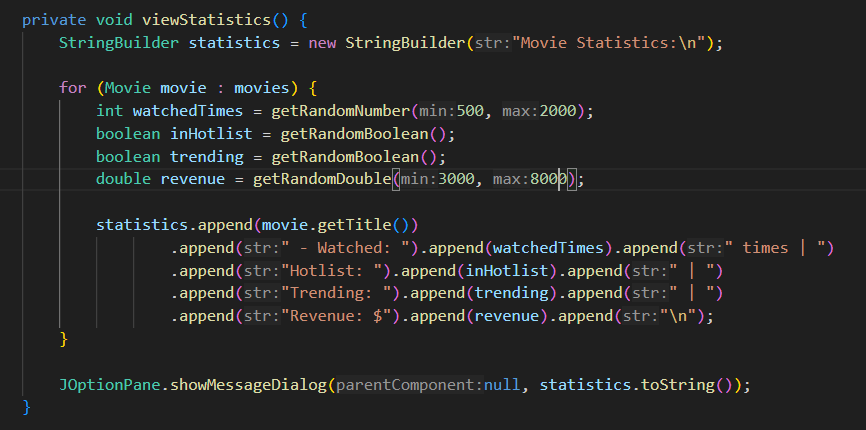 private void viewStatistics() {
StringBuilder statistics = new StringBuilder(str:"Movie Statistics:\n");
for (Movie movie : movies) {
int watchedTimes = getRandomNumber(min:500, max:2000);
boolean inHotlist = getRandomBoolean();
boolean trending = getRandomBoolean();
double revenue = getRandomDouble(min:3000, max:8000);
statistics.append(movie.getTitle())
.append(str:" - Watched: ").append(watchedTimes).append(str:" times | ")
.append(str:"Hotlist: ").append(inHotlist).append(str:" | ")
.append(str:"Trending: ").append(trending).append(str:" | ")
.append(str:"Revenue: $").append(revenue).append(str:"\n");
}
JOptionPane.showMessageDialog(parentComponent:null, statistics.toString());
}